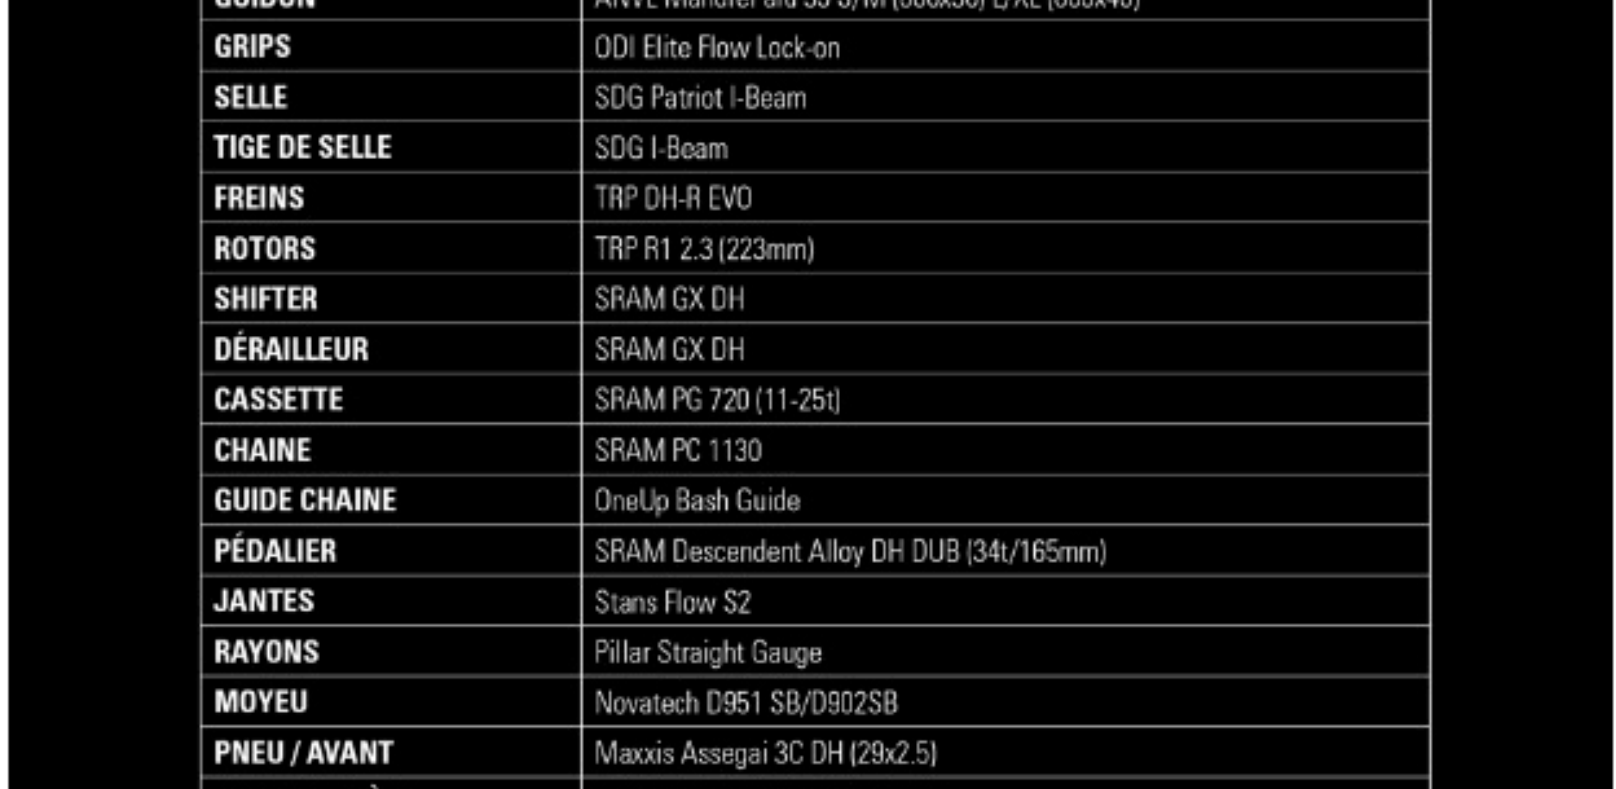 GUIDON ANVL Mandrel
GRIPS ODI Elite Flow Lock-on
SELLE SDG Patriot I-Beam
TIGE DE SELLE SDG I-Beam
FREINS TRP DH-R EVO
ROTORS TRP R1 2.3 (223mm)
SHIFTER SRAM GX DH
DÉRAILLEUR SRAM GX DH
CASSETTE SRAM PG 720 (11-25t)
CHAINE SRAM PC 1130
GUIDE CHAINE OneUp Bash Guide
PÉDALIER SRAM Descendent Alloy DH DUB (34t/165mm)
JANTES Stans Flow S2
RAYONS Pillar Straight Gauge
MOYEU Novatech D951 SB/D902SB
PNEU / AVANT Maxxis Assegai 3C DH (29x2.5)